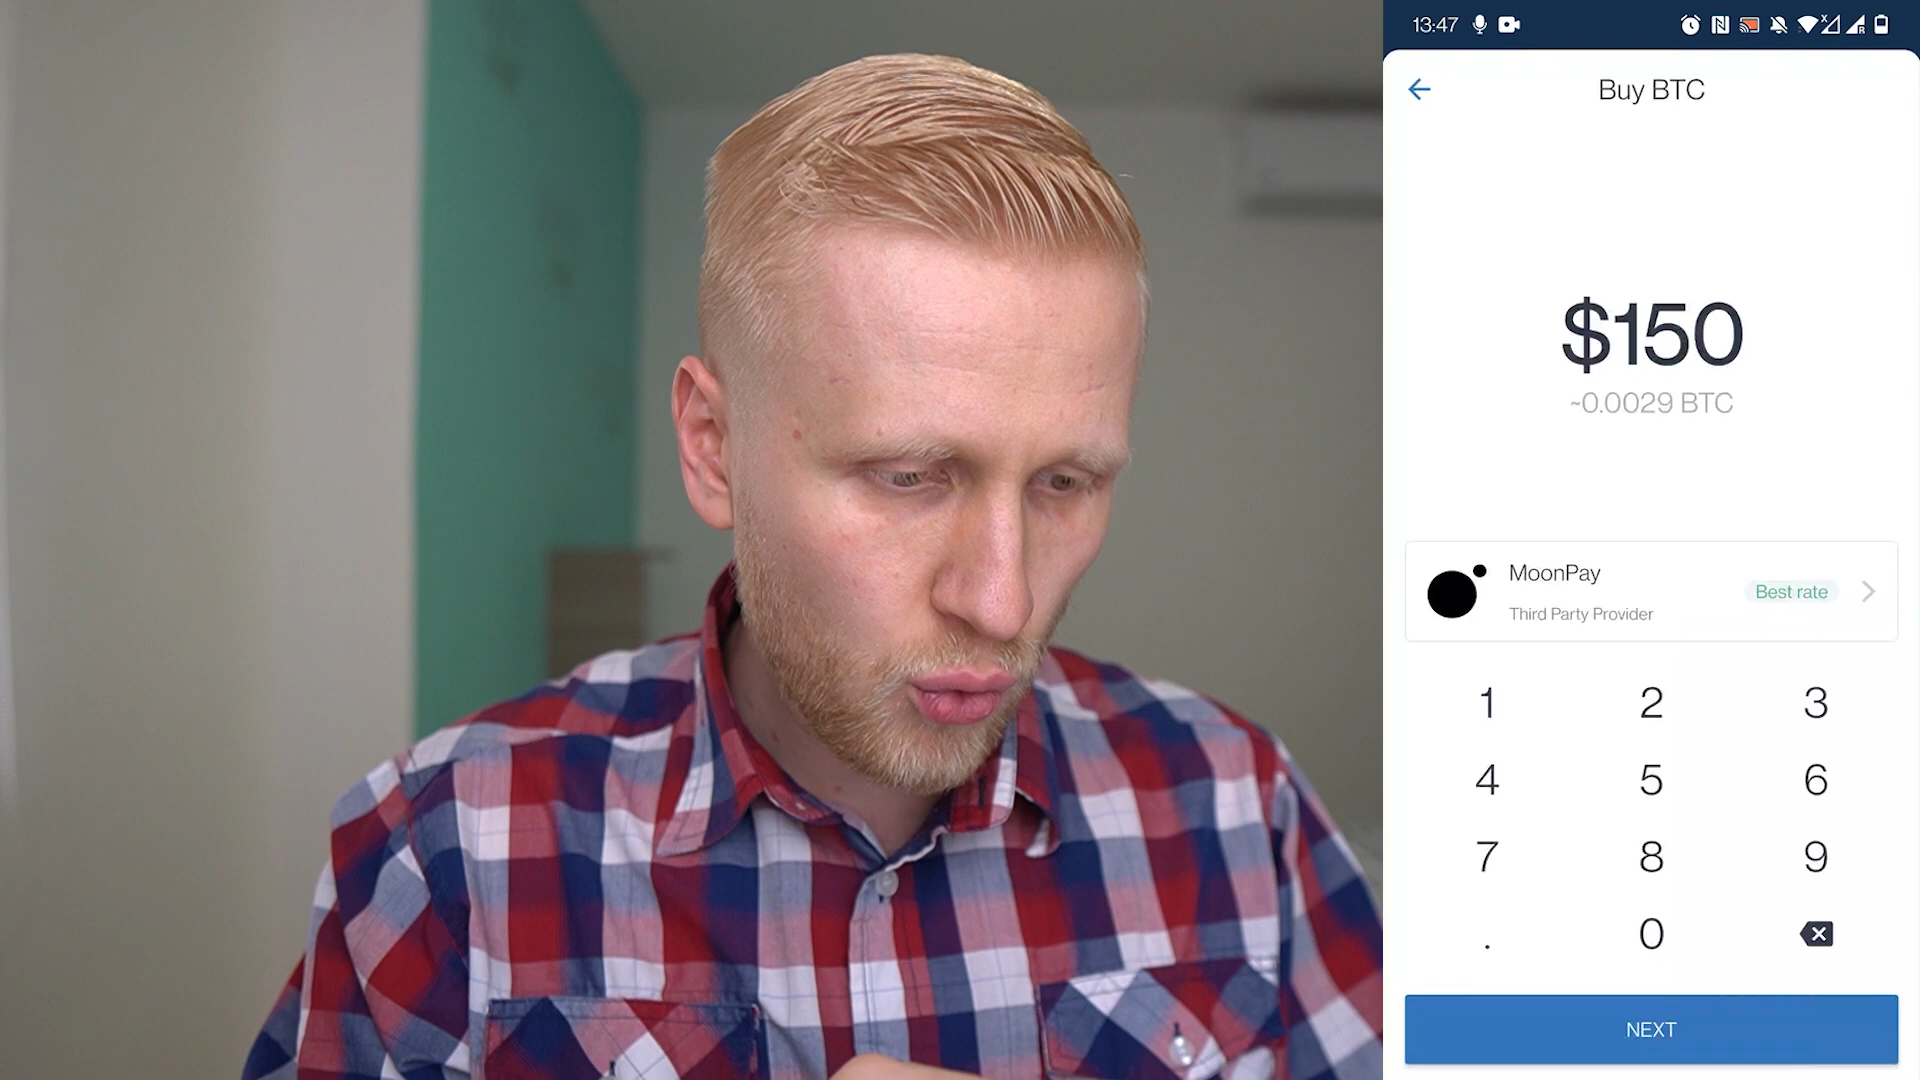 13:47
Buy BTC
$150
~0.0029 BTC
MoonPay
Best rate
Third Party Provider
1 2 3
4 5 6
7 8 9
. 0
NEXT